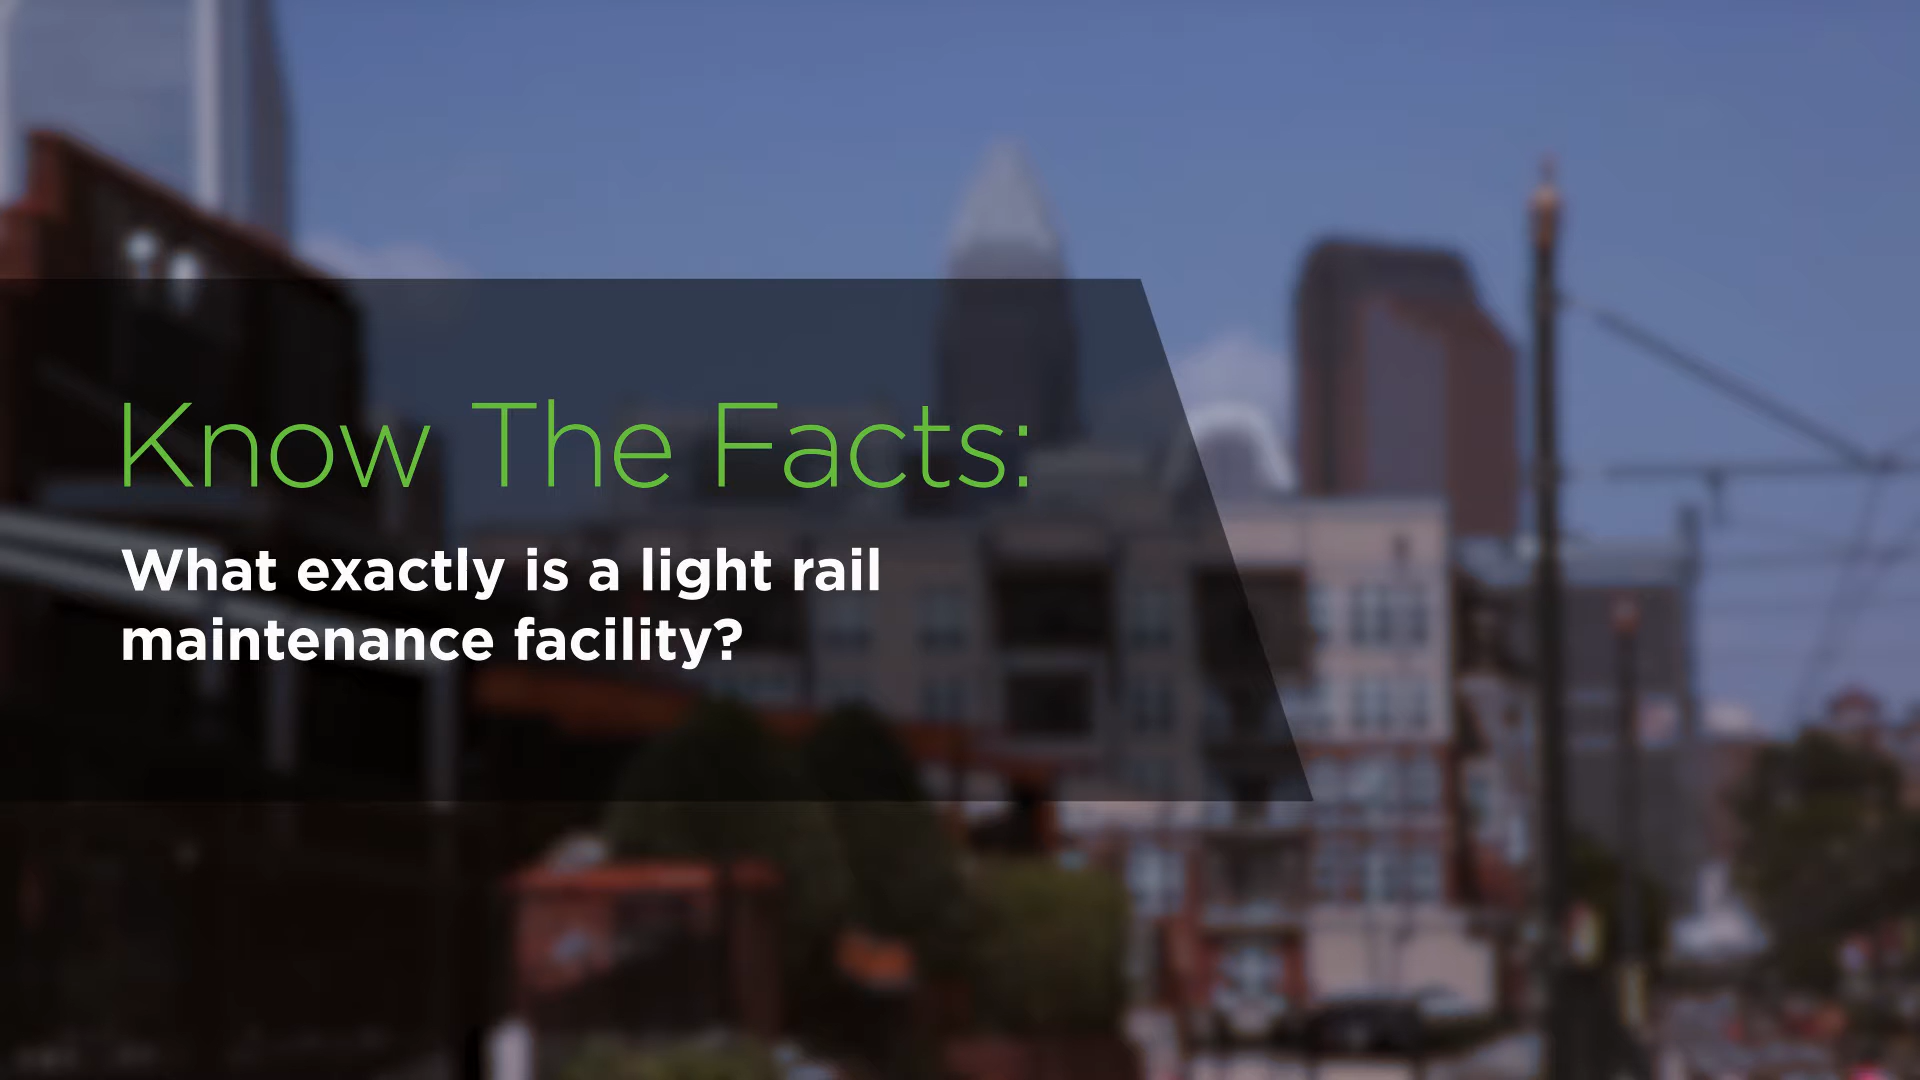 Know The Facts:
What exactly is a light rail
maintenance facility?